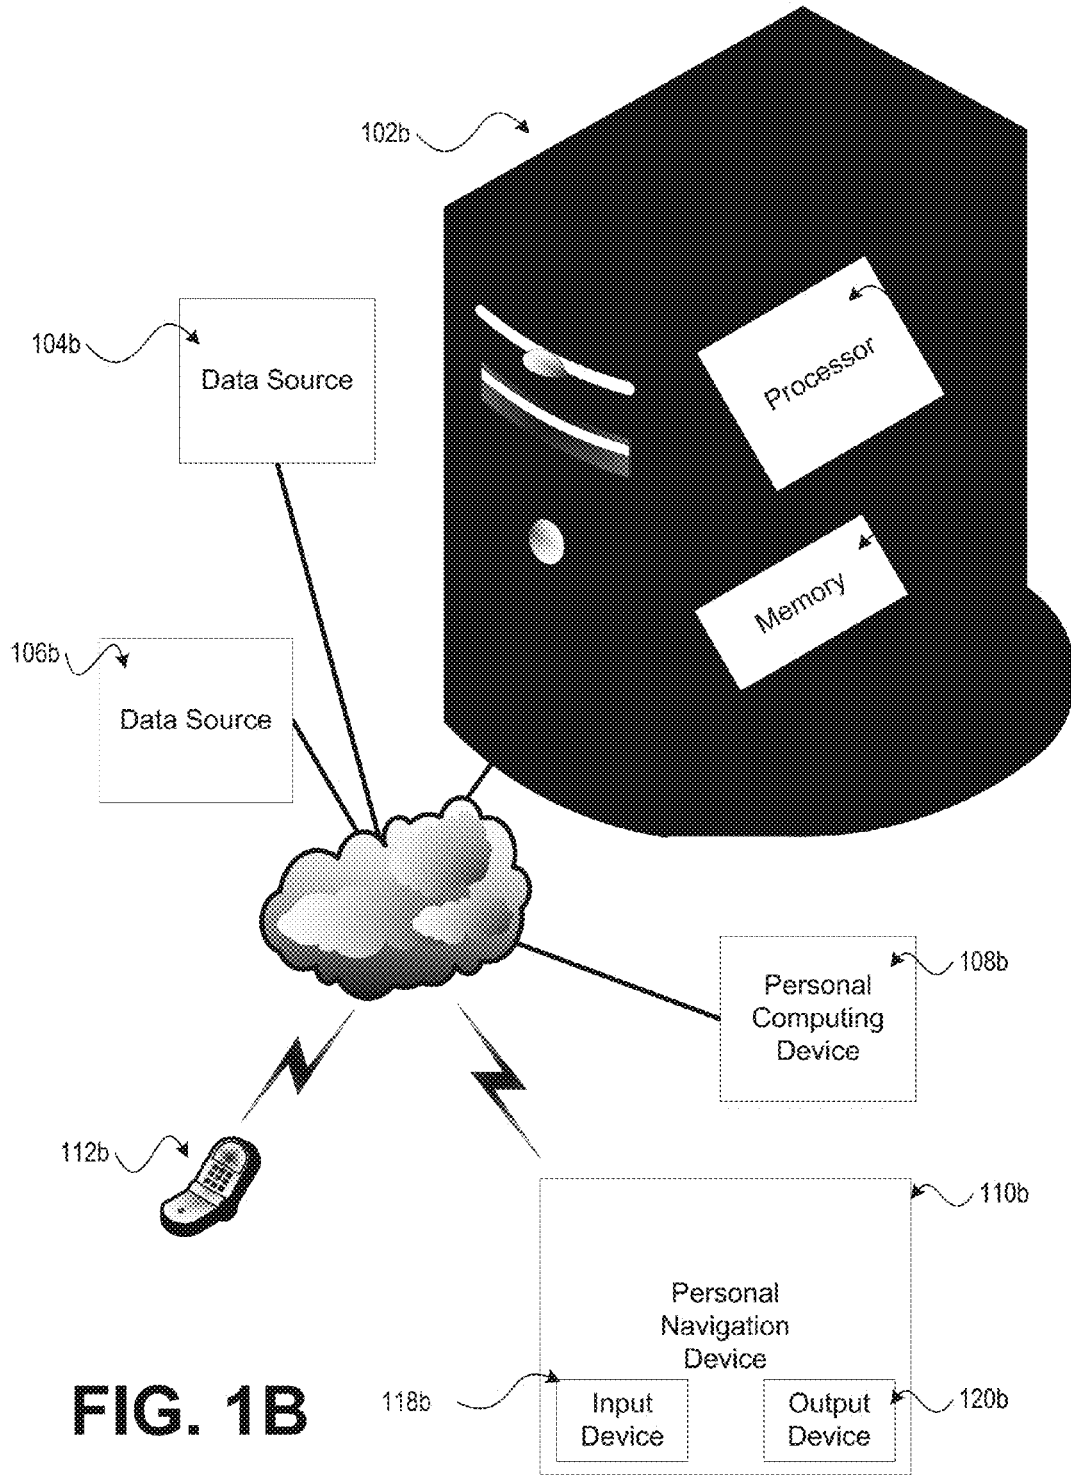 102b
104b
Data Source
Processor
Memory
106b
Data Source
108b
Personal
Computing
Device
112b
110b
Personal
Navigation
Device
118b
Input
Device
Output
Device
120b
FIG. 1B